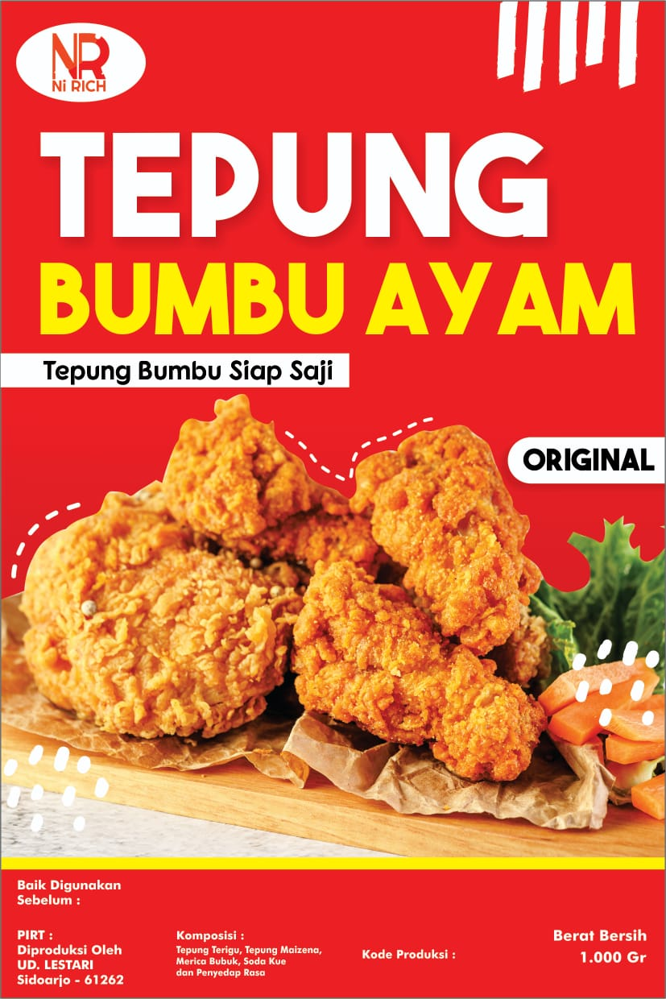 NR
Ni RICH
TEPUNG
BUMBU AYAM
Tepung Bumbu Siap Saji
ORIGINAL
Baik Digunakan
Sebelum :
PIRT :
Diproduksi Oleh
UD. LESTARI
Sidoarjo - 61262
Komposisi :
Tepung Terigu, Tepung Maizena,
Merica Bubuk, Soda Kue
dan Penyedap Rasa
Kode Produksi :
Berat Bersih
1.000 Gr